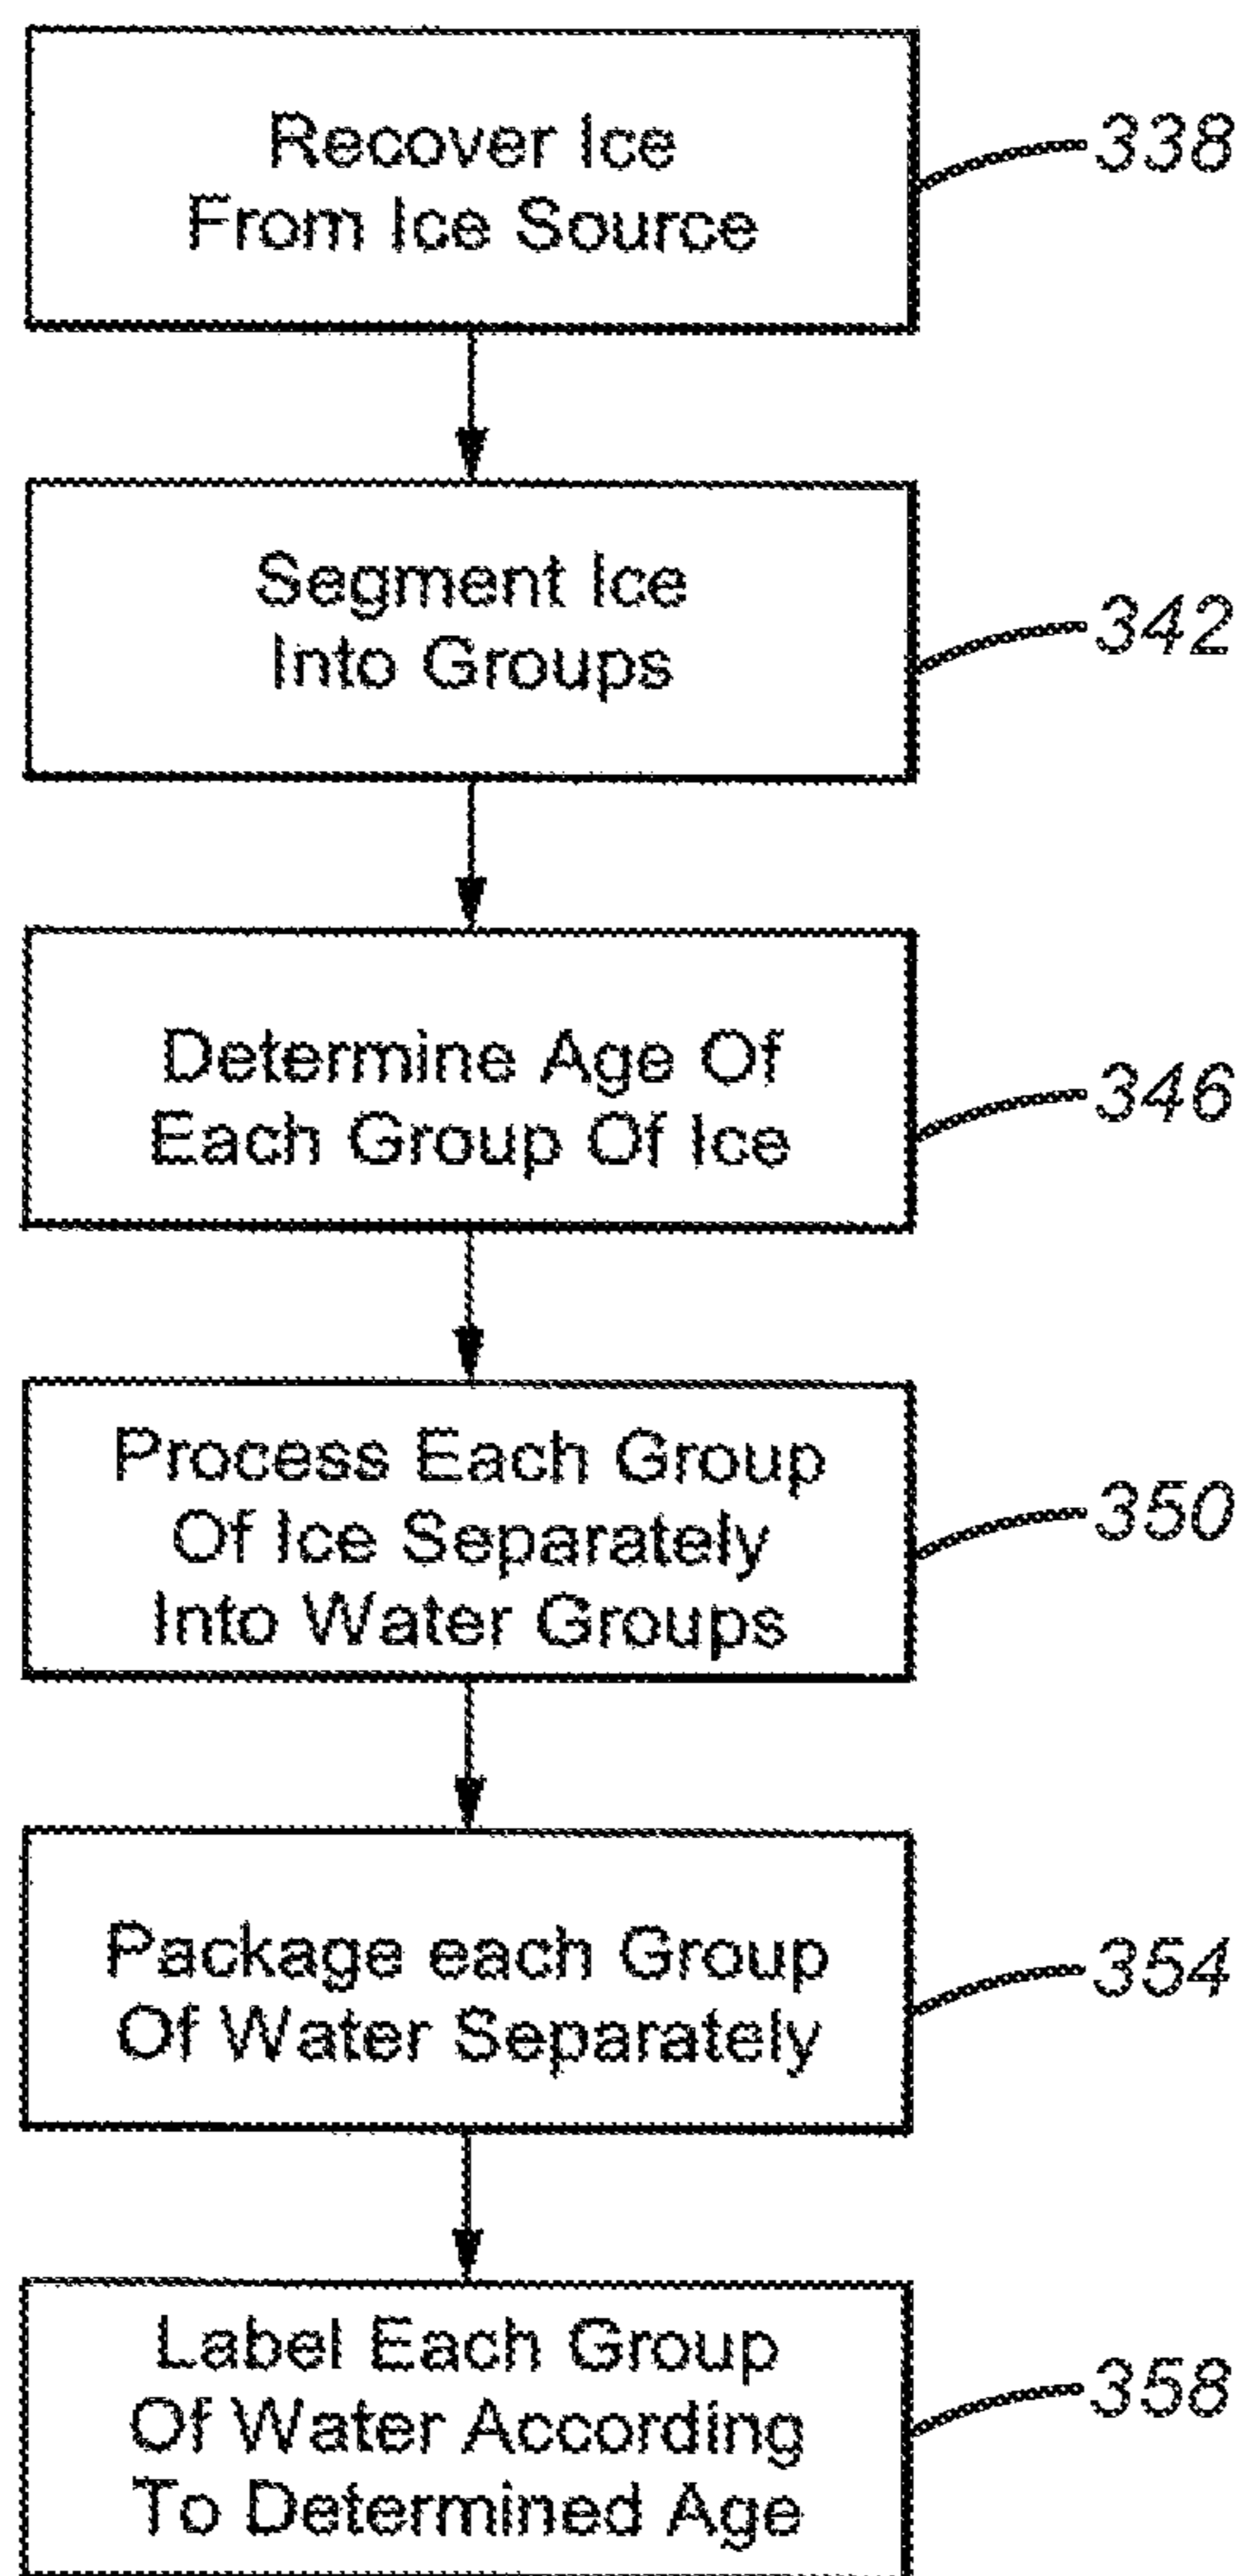 Recover Ice
From Ice Source
338
Segment Ice
Into Groups
342
Determine Age Of
Each Group Of Ice
346
Process Each Group
Of Ice Separately
Into Water Groups
350
Package each Group
Of Water Separately
354
Label Each Group
Of Water According
To Determined Age
358